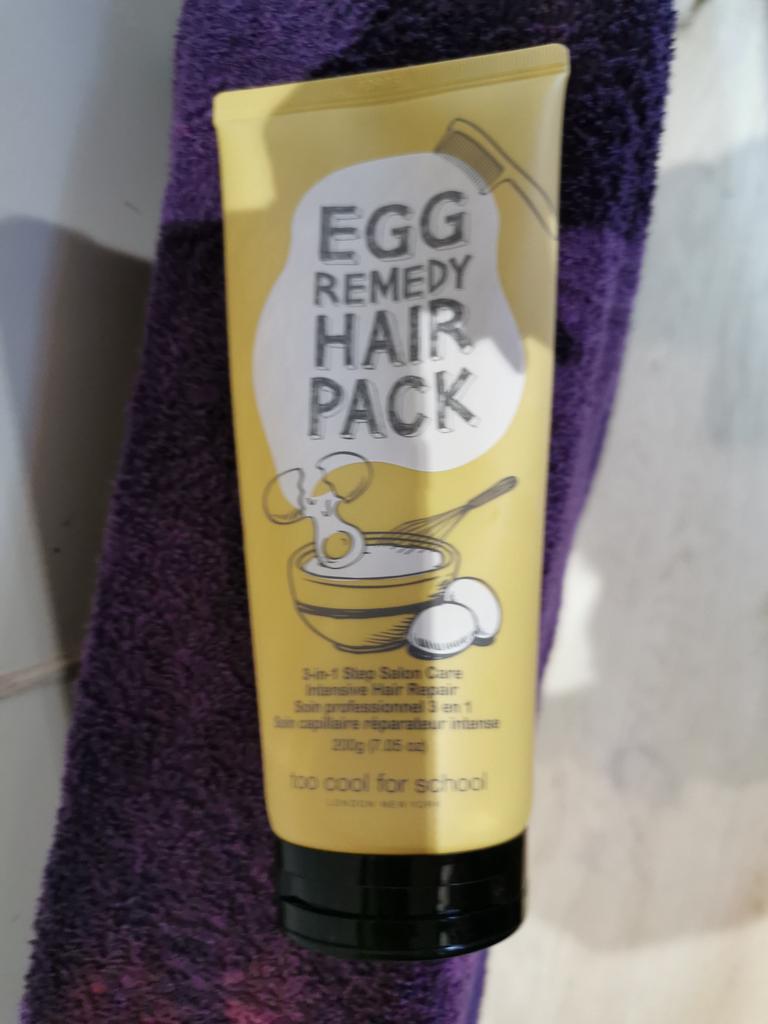 EGG
REMEDY
HAIR
PACK
3-in-1 Step Salon Care
Intensive Hair Repair
Soin professionnel 3 en 1
Soin capillaire réparateur intense
200g (7.05 oz)
too cool for school
LONDON NEW YORK